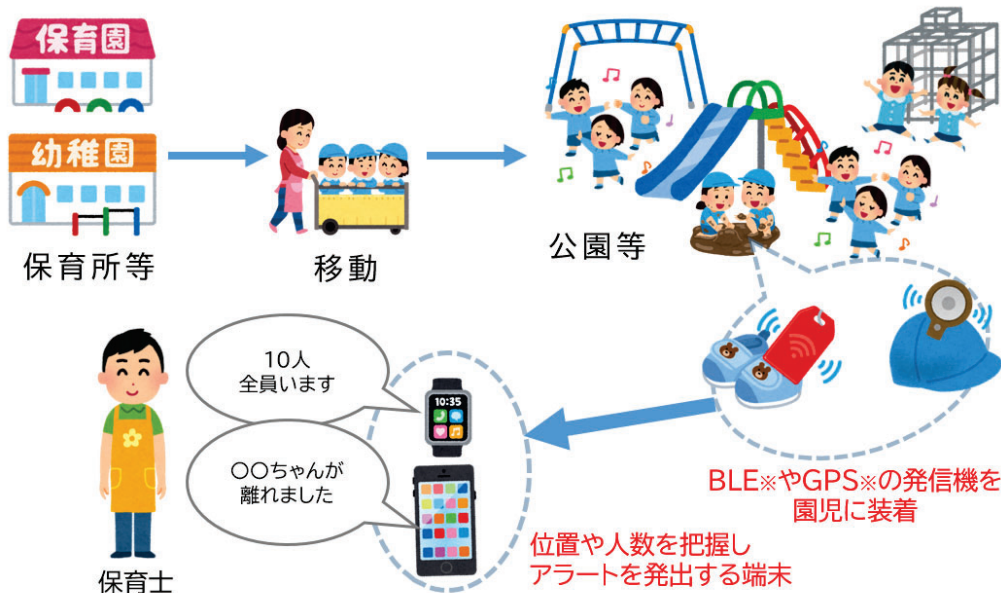 保育園
幼稚園
保育所等
移動
公園等
10人
全員います
10:35
〇〇ちゃんが
離れました
保育士
BLE※やGPS※の発信機を
園児に装着
位置や人数を把握し
アラートを発出する端末